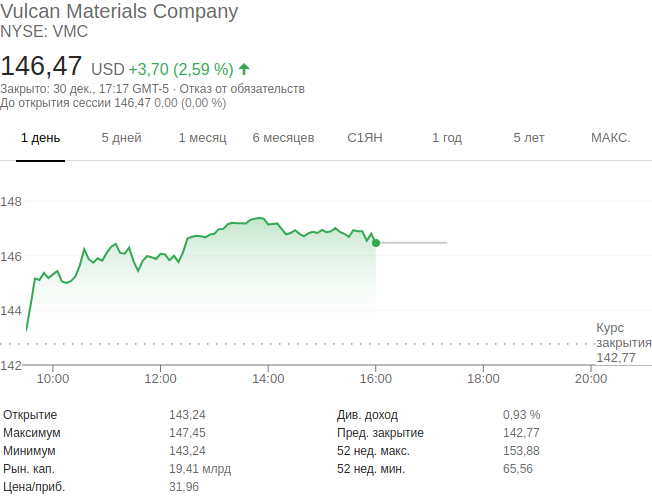 Vulcan Materials Company
NYSE: VMC
146,47 USD +3,70 (2,59 %)
Закрыто: 30 дек., 17:17 GMT-5 · Отказ от обязательств
До открытия сессии 146,47 0,00 (0,00 %)
1 день 5 дней 1 месяц 6 месяцев С1ЯН 1 год 5 лет МАКС.
148
146
144
Курс
закрытия
142,77
142
10:00 12:00 14:00 16:00 18:00 20:00
Открытие 143,24 Див. доход 0,93 %
Максимум 147,45 Пред. закрытие 142,77
Минимум 143,24 52 нед. макс. 153,88
Рын. кап. 19,41 млрд 52 нед. мин. 65,56
Цена/приб. 31,96